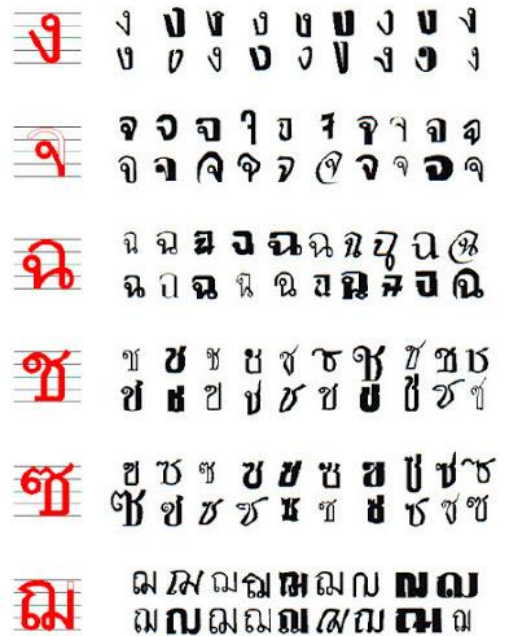 ง
ง ง ง ง ง ง ง ง ง
ง ง ง ง ง ง ง ง ง
จ
จ จ จ จ จ จ จ จ จ จ
จ จ จ จ จ จ จ จ จ จ
ฉ
ฉ ฉ ฉ ฉ ฉ ฉ ฉ ฉ ฉ ฉ
ฉ ฉ ฉ ฉ ฉ ฉ ฉ ฉ ฉ ฉ
ช
ช ช ช ช ช ช ช ช ช ช
ช ช ช ช ช ช ช ช ช ช
ซ
ซ ซ ซ ซ ซ ซ ซ ซ ซ ซ
ซ ซ ซ ซ ซ ซ ซ ซ ซ ซ
ฌ
ฌ ฌ ฌ ฌ ฌ ฌ ฌ ฌ ฌ
ฌ ฌ ฌ ฌ ฌ ฌ ฌ ฌ ฌ